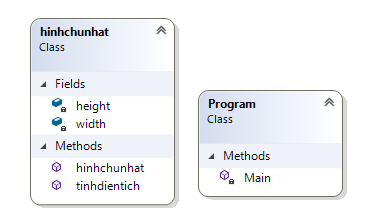 hinhchunhat
Class
Fields
height
width
Methods
hinhchunhat
tinhdientich
Program
Class
Methods
Main